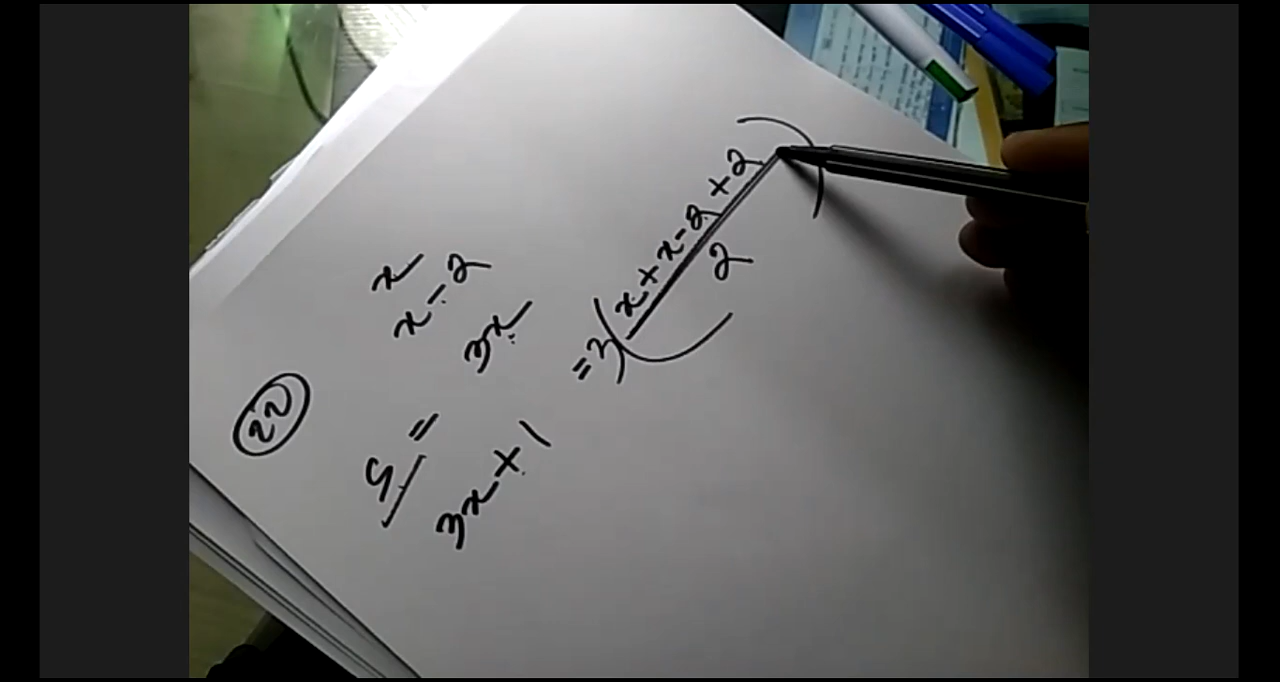 22
x
x - 2
y = 3x
3x + 1 = 3(x + x - 2 + 2 / 2)